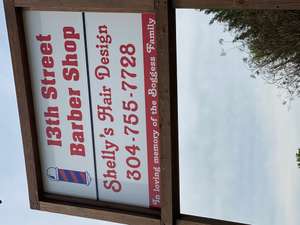 13th Street
Barber Shop
Shelly's Hair Design
304-755-7728
In loving memory of the Boggess Family